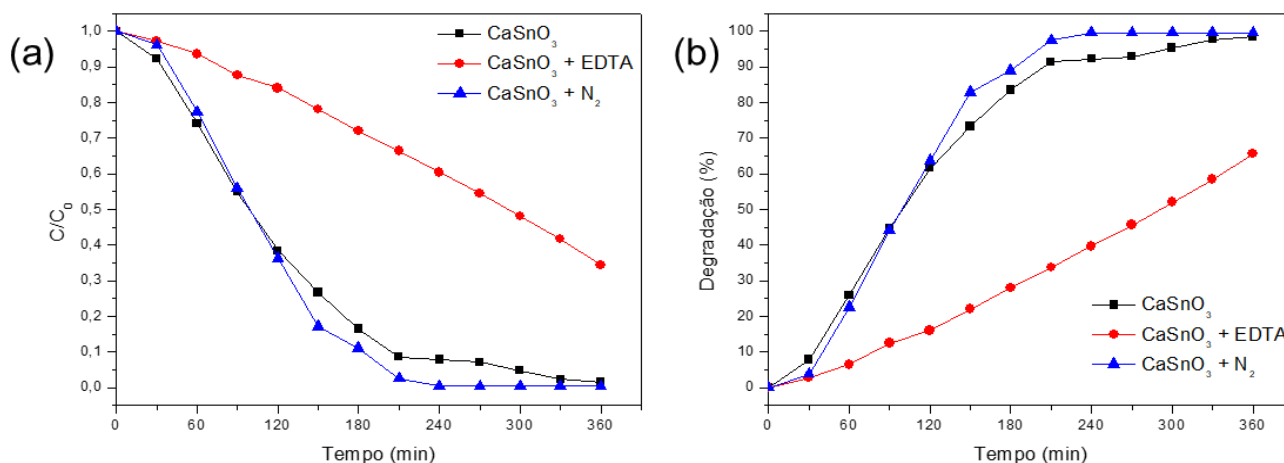 (a)
1,0
0,9
0,8
0,7
0,6
0,5
0,4
0,3
0,2
0,1
0,0
C/C₀
0 60 120 180 240 300 360
Tempo (min)
CaSnO₃
CaSnO₃ + EDTA
CaSnO₃ + N₂
(b)
100
90
80
70
60
50
40
30
20
10
0
Degradação (%)
0 60 120 180 240 300 360
Tempo (min)
CaSnO₃
CaSnO₃ + EDTA
CaSnO₃ + N₂